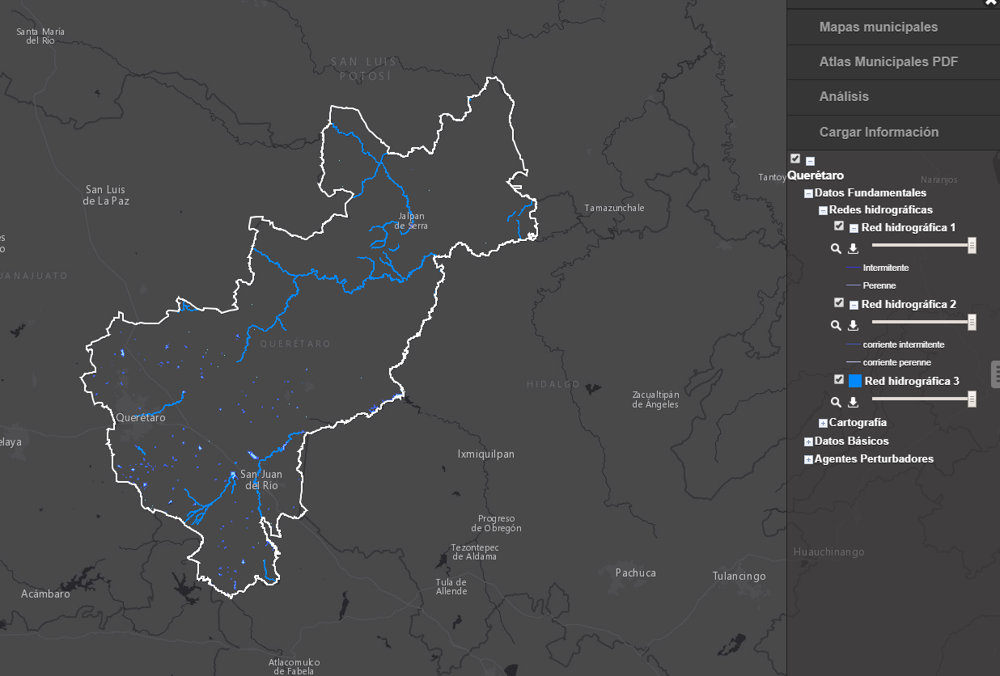 Santa María
del Río
SAN LUIS
POTOSÍ
San Luis
de La Paz
Jalpan
de Serra
Tamazunchale
Tantoy
Naranjos
es
o
UANAJUATO
QUERÉTARO
HIDALGO
Querétaro
elaya
San Juan
del Río
Zacualtipán
de Ángeles
Ixmiquilpan
Progreso
de Obregón
Tezontepec
de Aldama
Tula de
Allende
Pachuca
Tulancingo
Huauchinango
Acámbaro
Atlacomulco
de Fabela
Mapas municipales
Atlas Municipales PDF
Análisis
Cargar Información
Querétaro
Datos Fundamentales
Redes hidrográficas
Red hidrográfica 1
Intermitente
Perenne
Red hidrográfica 2
corriente intermitente
corriente perenne
Red hidrográfica 3
Cartografía
Datos Básicos
Agentes Perturbadores